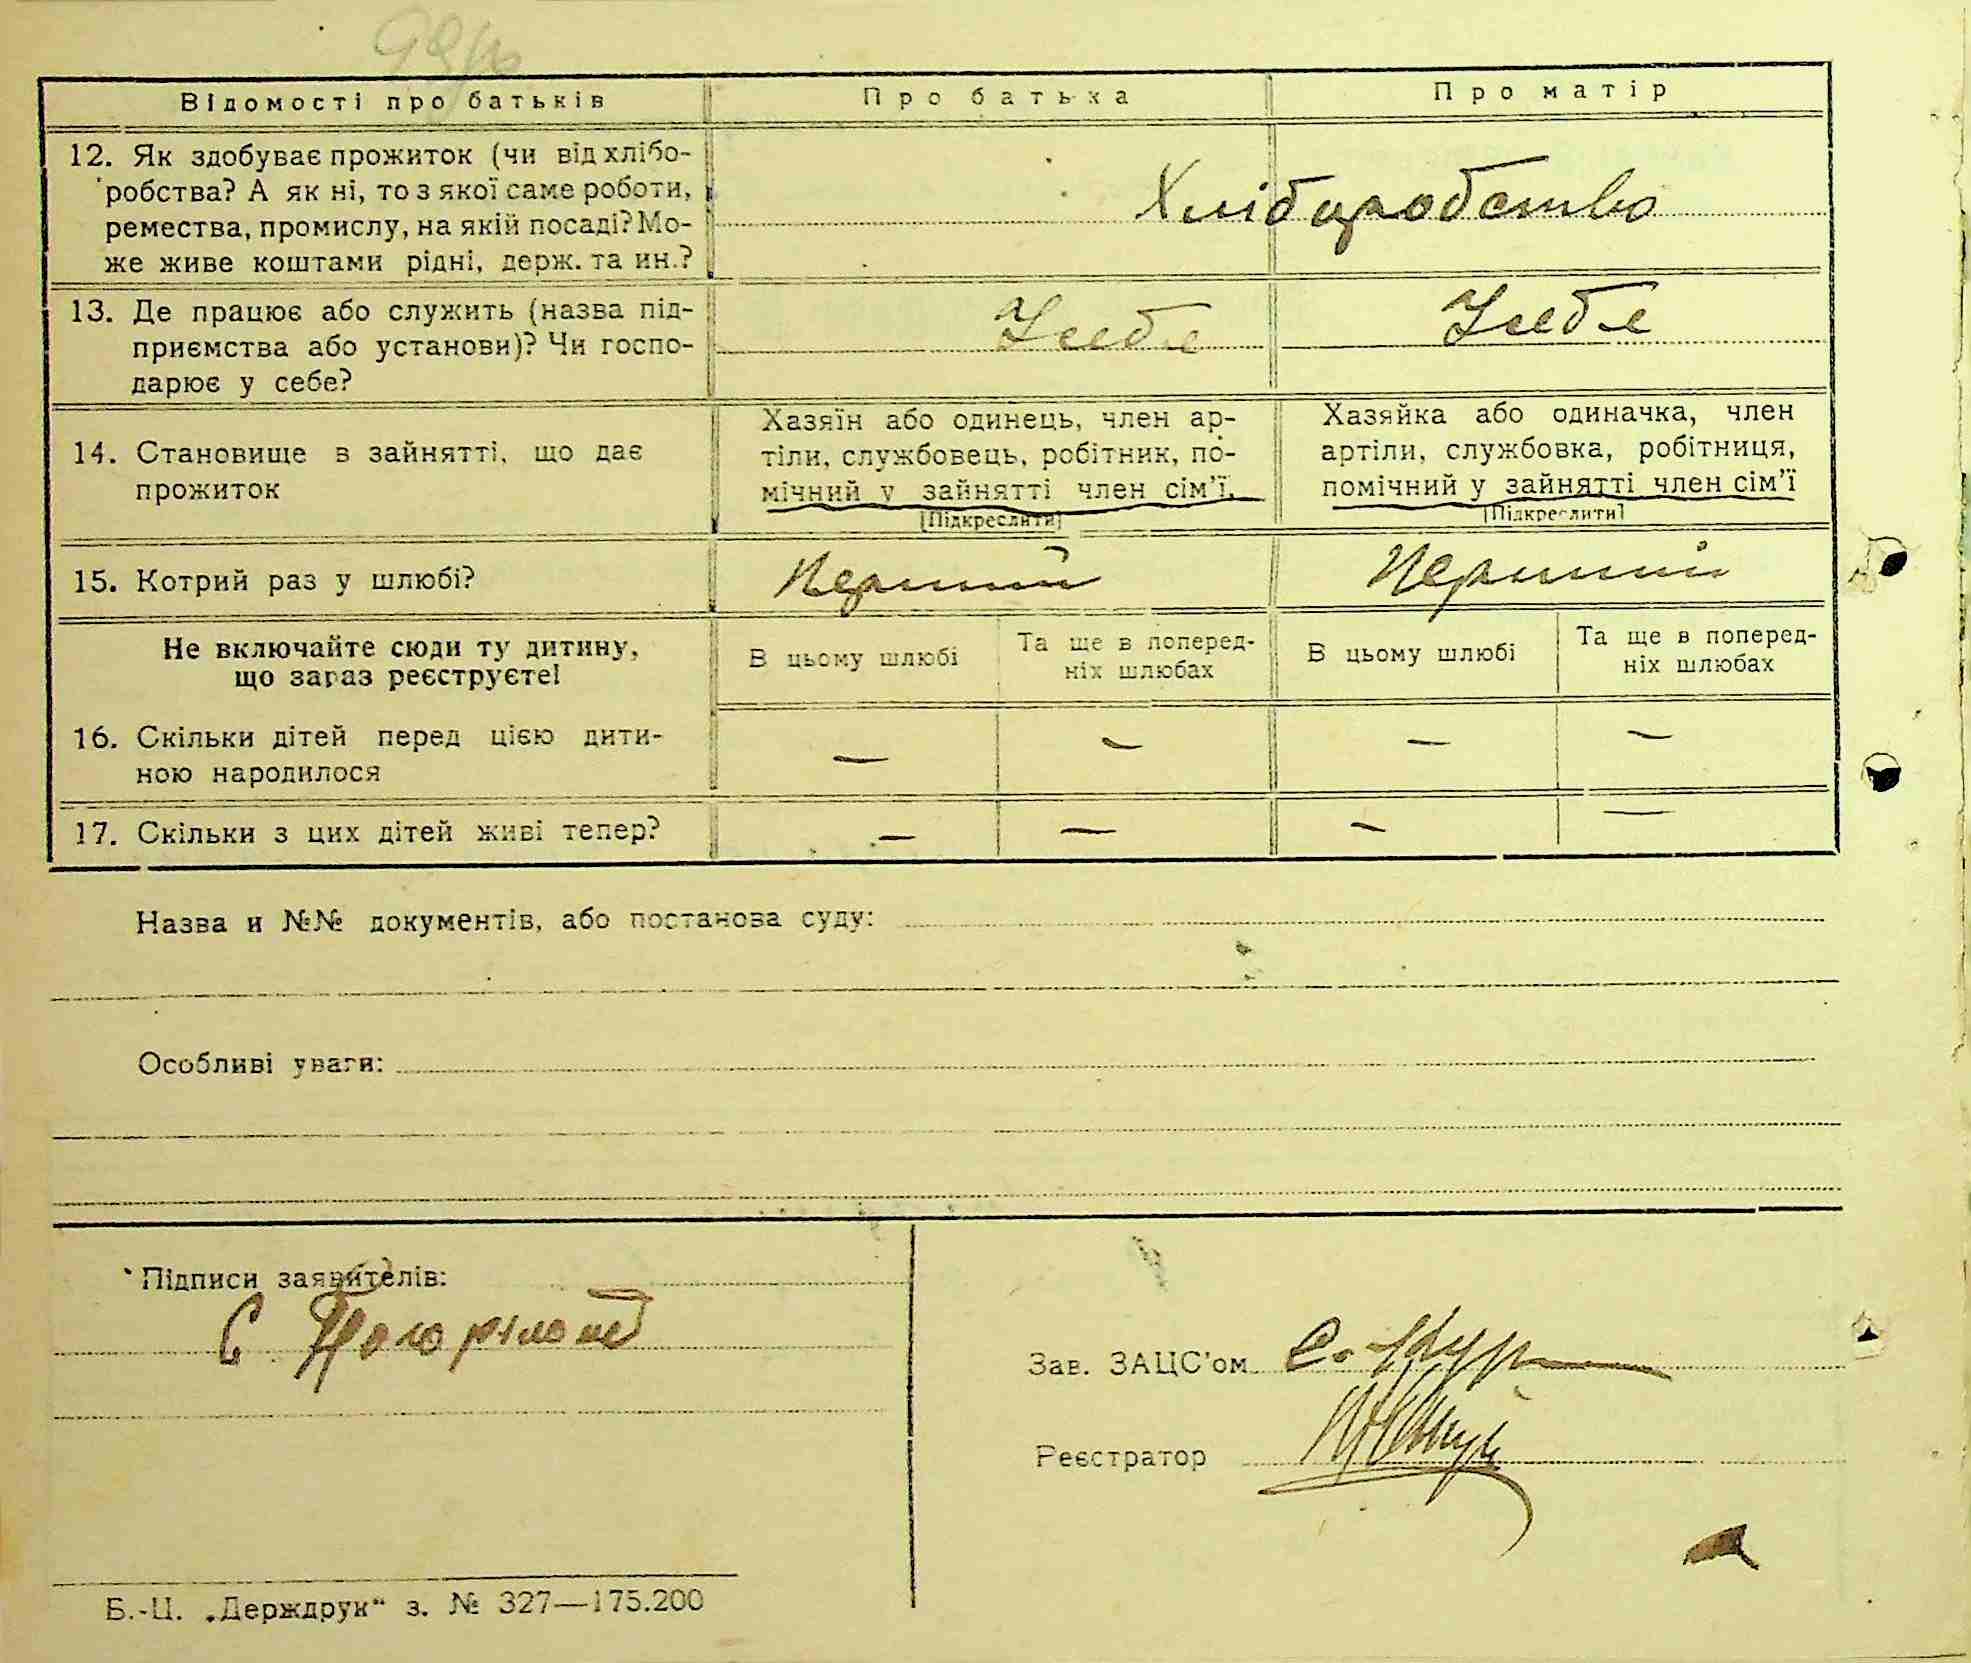 Відомості про батьків Про батька Про матір
12. Як здобуває прожиток (чи від хлібо-
робства? А як ні, то з якої саме роботи,
ремества, промислу, на якій посаді? Мо-
же живе коштами рідні, держ. та ин.?
Хліборобство
13. Де працює або служить (назва під-
приємства або установи)? Чи госпо-
дарює у себе?
У себе У себе
14. Становище в зайнятті, що дає
прожиток
Хазяїн або одинець, член ар-
тіли, службовець, робітник, по-
мічний у зайнятті член сім'ї.
[Підкреслити]
Хазяйка або одиначка, член
артіли, службовка, робітниця,
помічний у зайнятті член сім'ї
[Підкреслити]
15. Котрий раз у шлюбі? Перший Перший
Не включайте сюди ту дитину,
що зараз реєструєте!
В цьому шлюбі
Та ще в поперед-
ніх шлюбах
В цьому шлюбі
Та ще в поперед-
ніх шлюбах
16. Скільки дітей перед цією дити-
ною народилося
— — — —
17. Скільки з цих дітей живі тепер? — — — —
Назва и №№ документів, або постанова суду:
Особливі уваги:
Підписи заявителів:
Зав. ЗАЦС'ом
Реєстратор
Б.-Ц. „Держдрук“ з. № 327—175.200